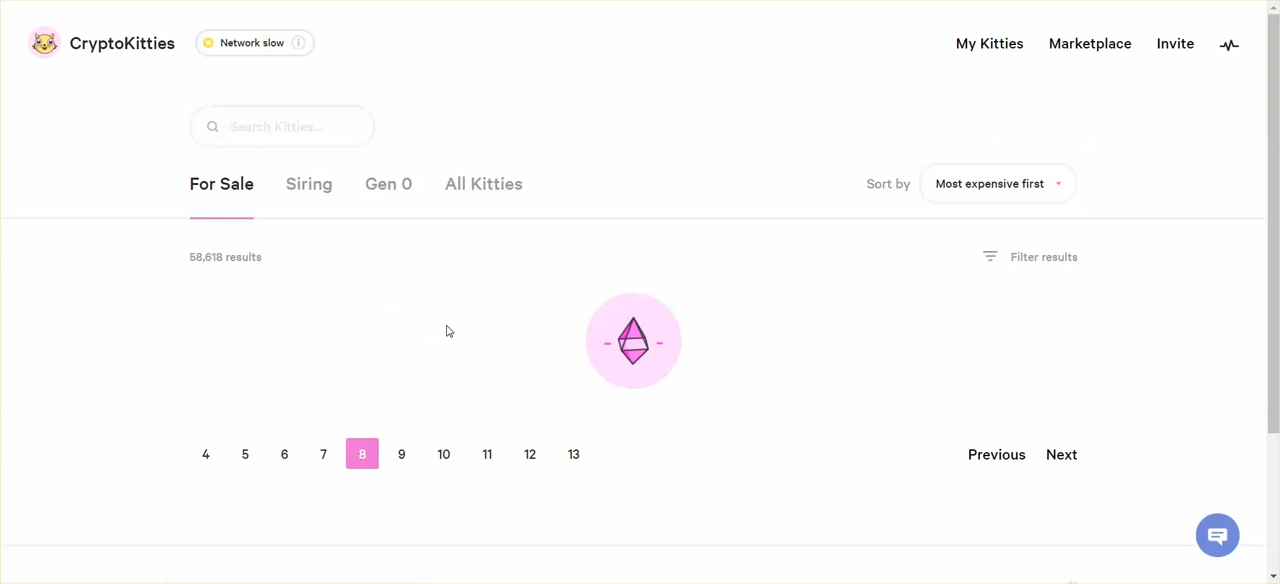 CryptoKitties Network slow My Kitties Marketplace Invite
Search Kitties...
For Sale Siring Gen 0 All Kitties Sort by Most expensive first
58,618 results Filter results
4 5 6 7 8 9 10 11 12 13 Previous Next